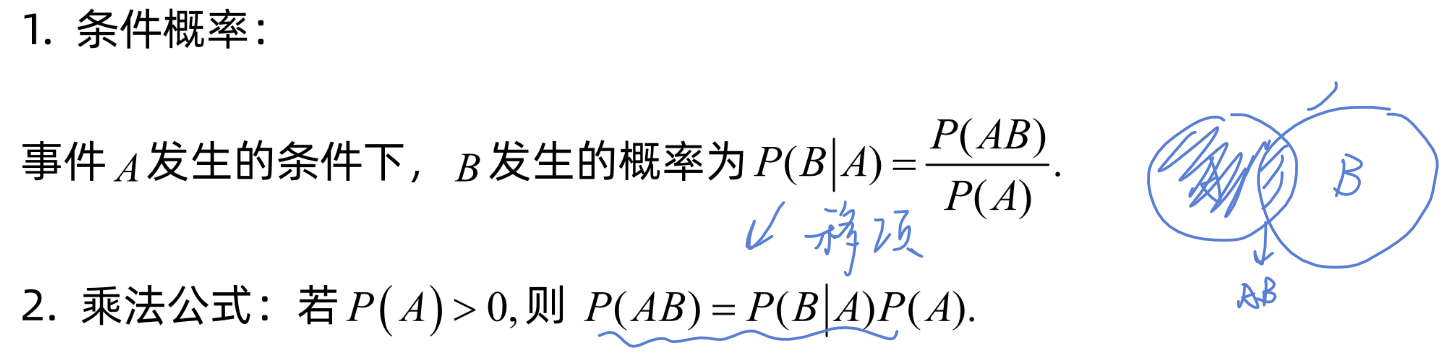 1. 条件概率：
事件 A 发生的条件下，B 发生的概率为 P(B|A) = P(AB)/P(A).
移项
2. 乘法公式：若 P(A) > 0, 则 P(AB) = P(B|A)P(A).
A B
AB